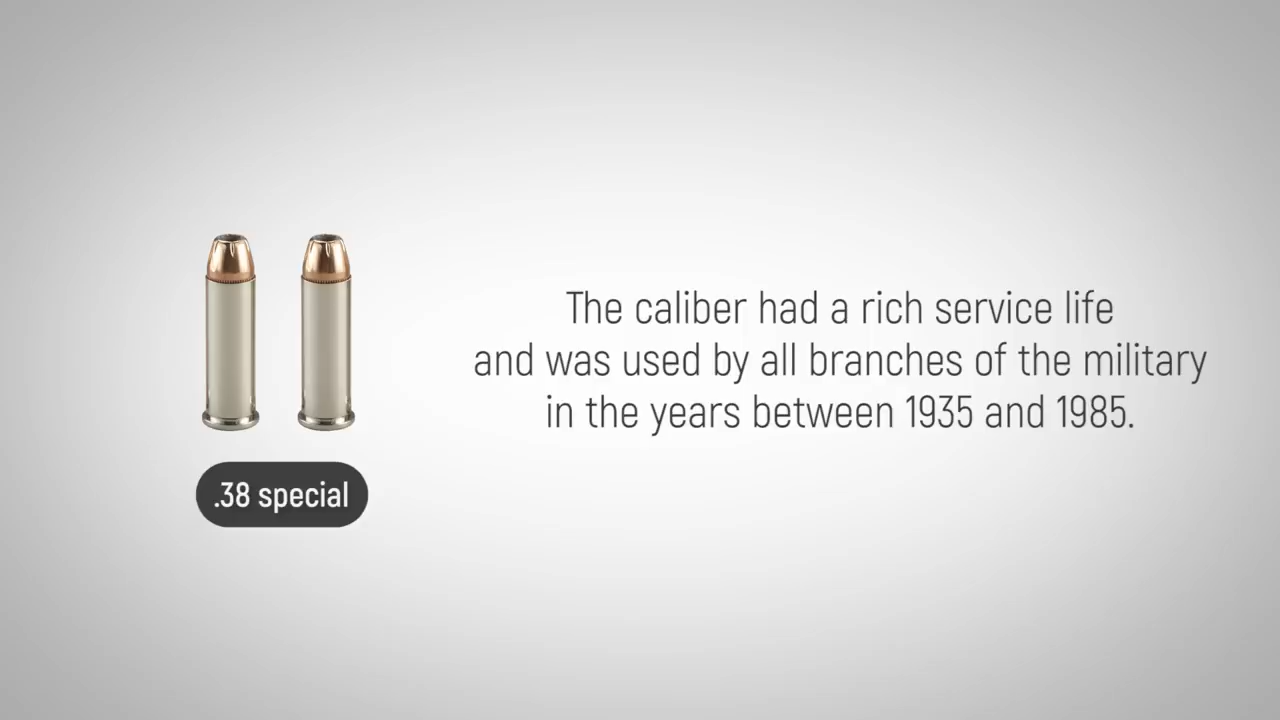 The caliber had a rich service life
and was used by all branches of the military
in the years between 1935 and 1985.
.38 special